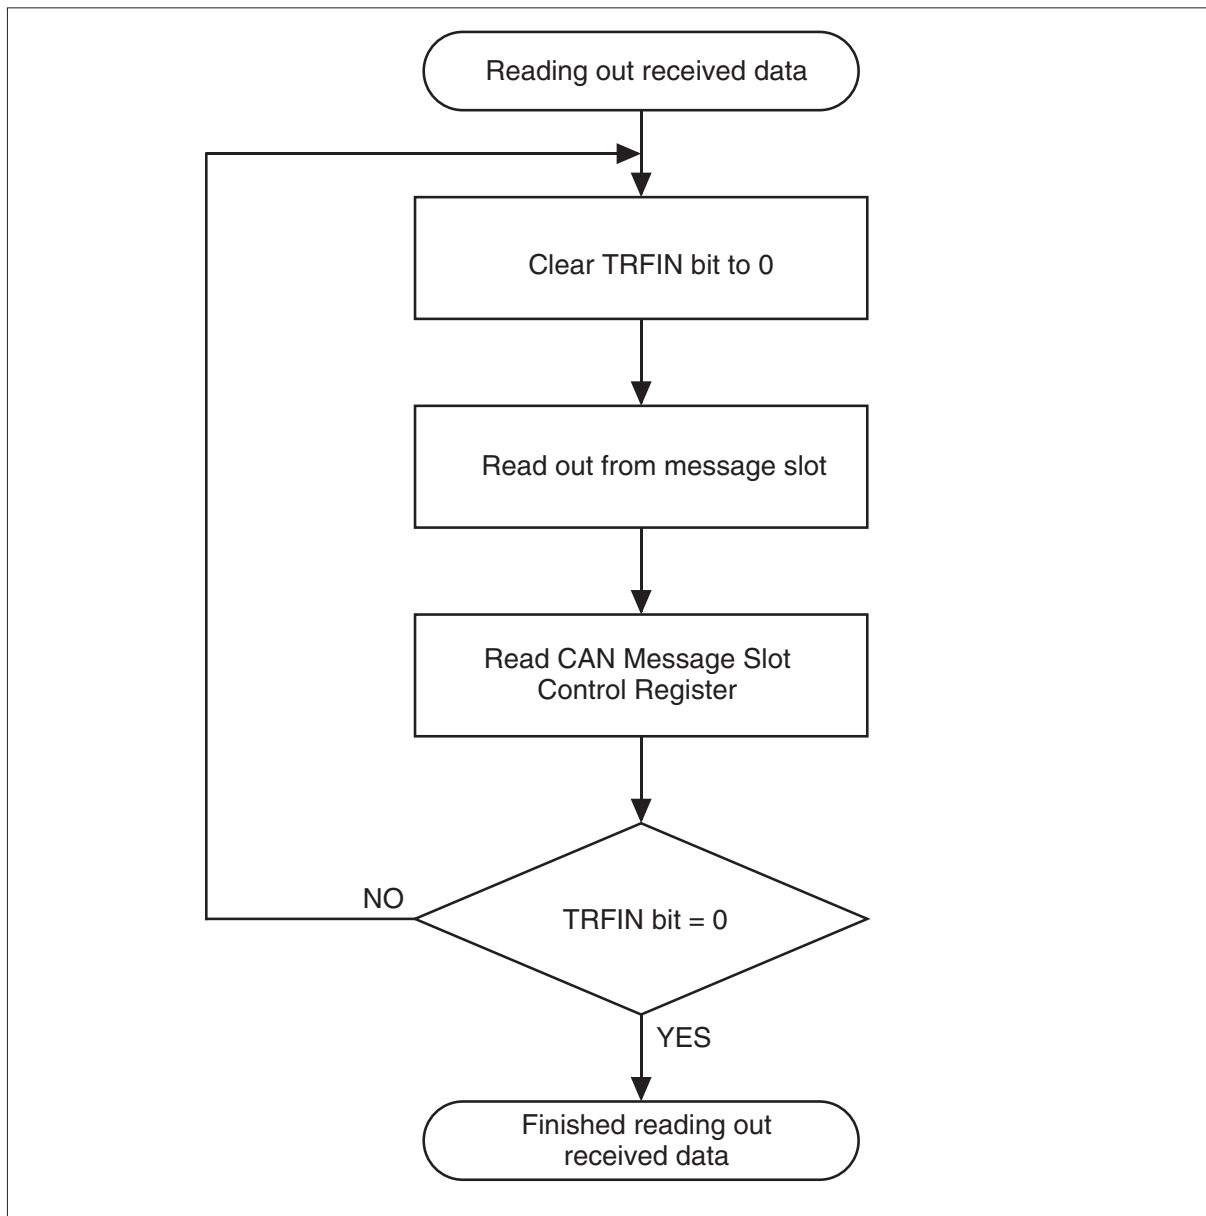 Reading out received data
Clear TRFIN bit to 0
Read out from message slot
Read CAN Message Slot
Control Register
NO
TRFIN bit = 0
YES
Finished reading out
received data